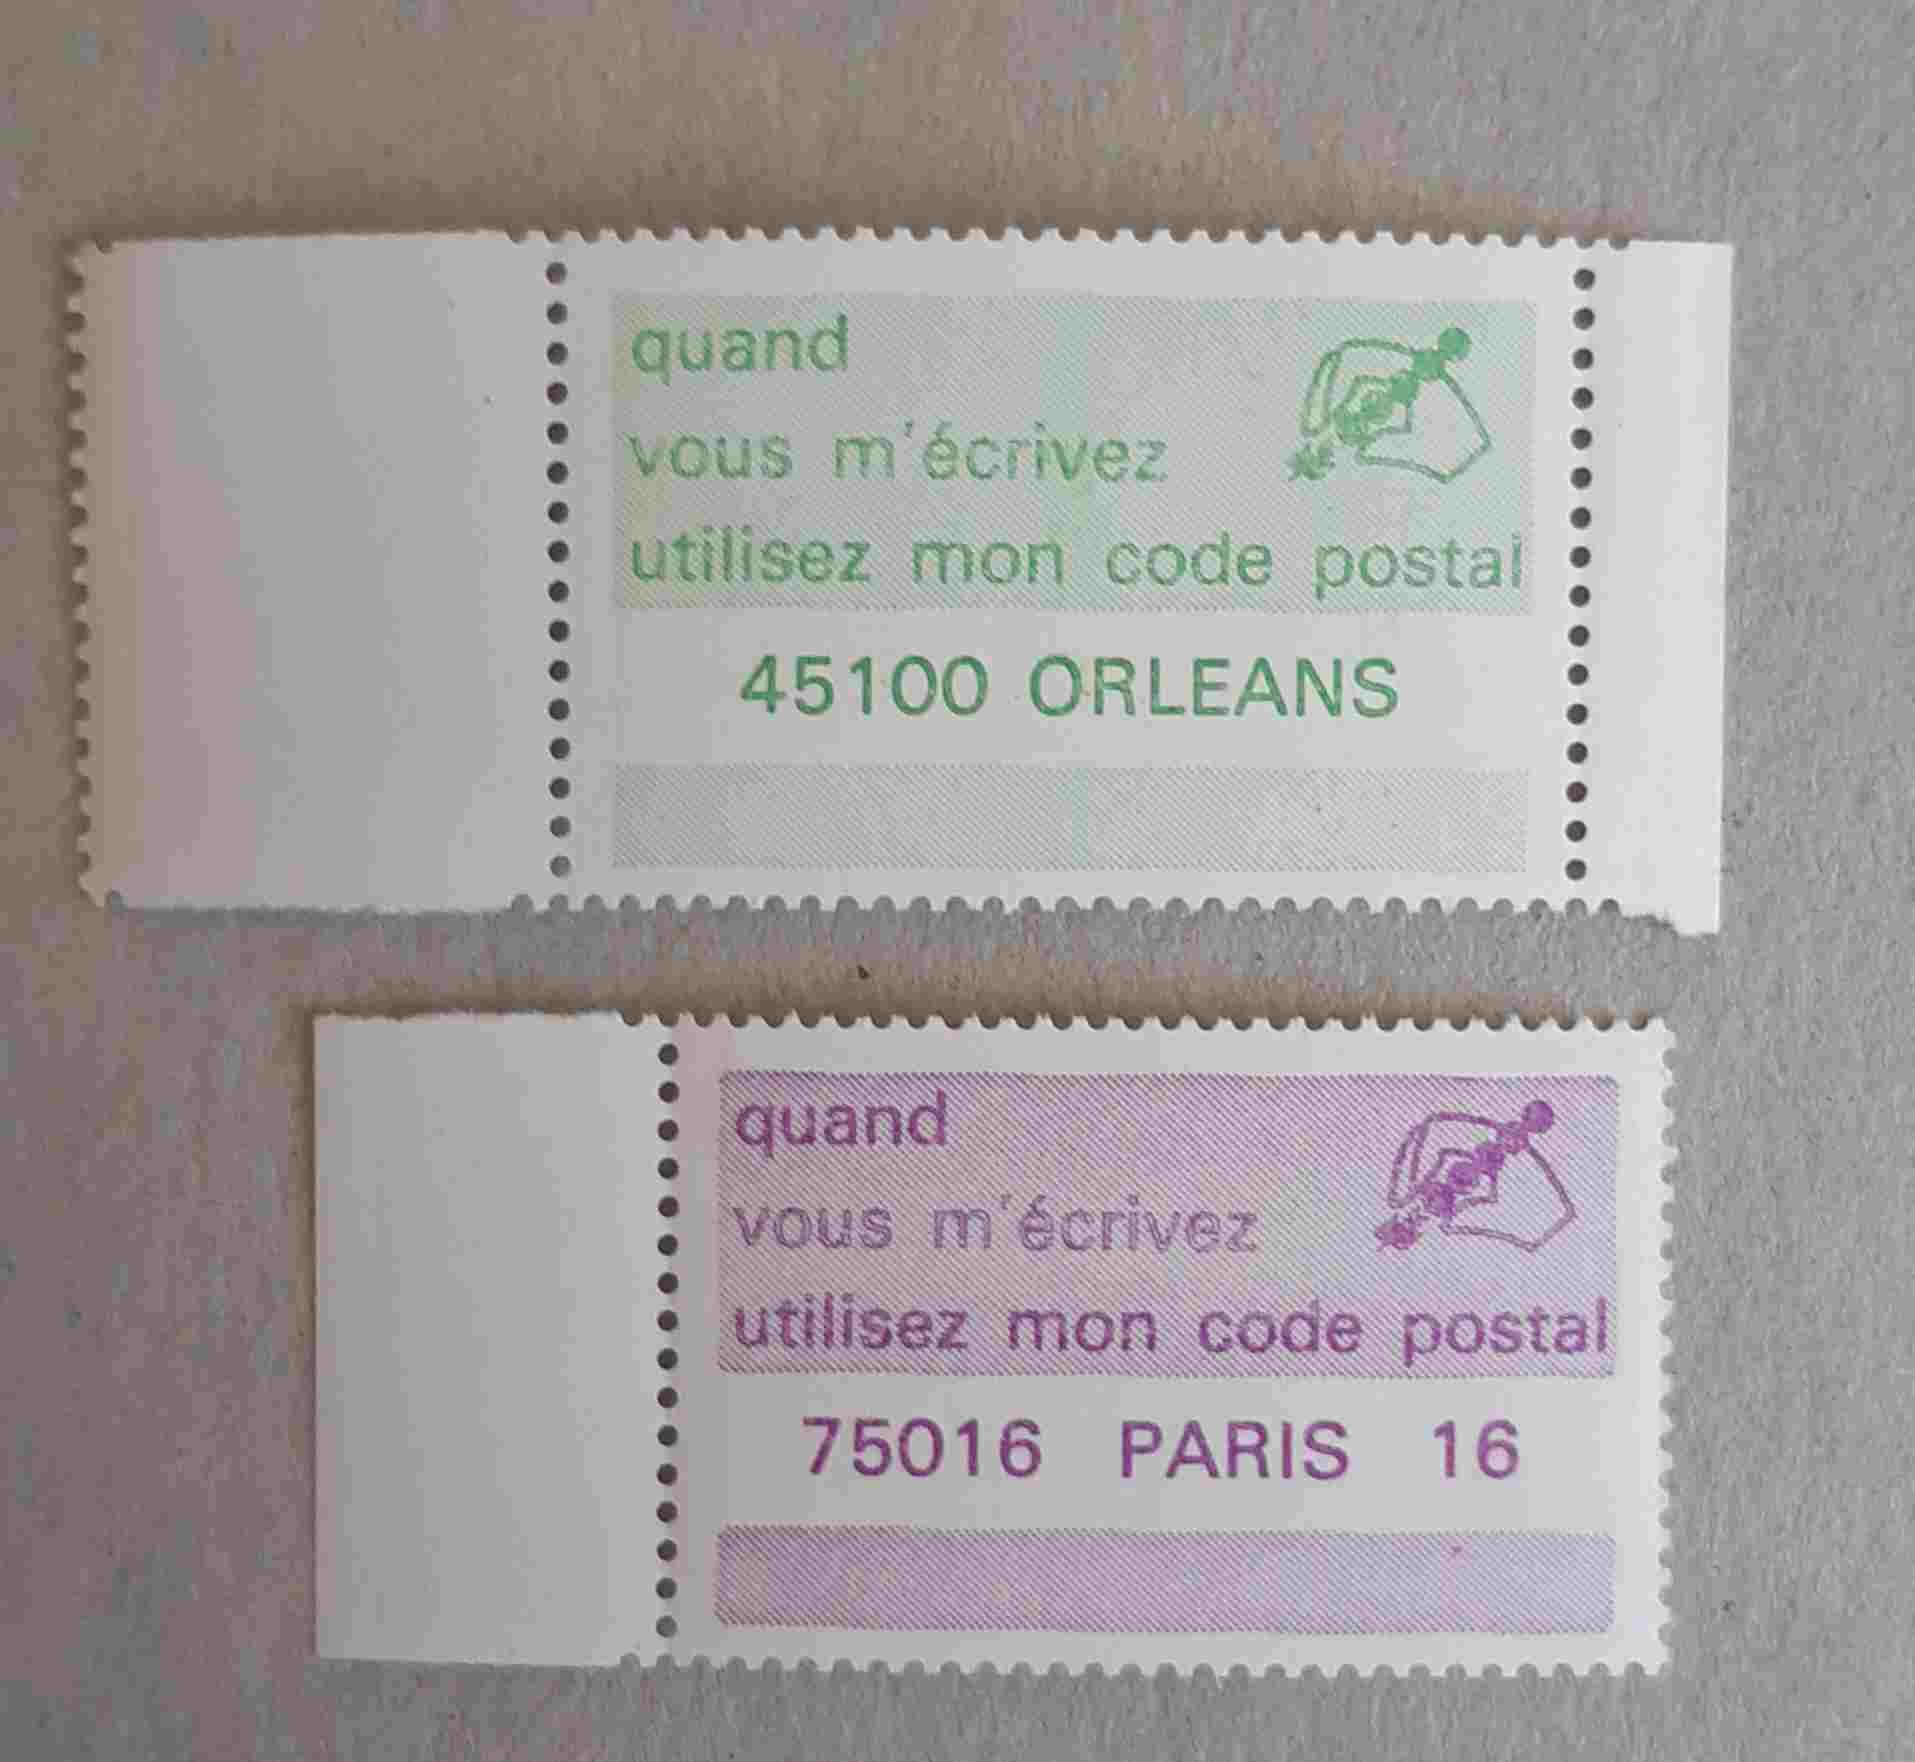 quand
vous m'écrivez
utilisez mon code postal
45100 ORLEANS
quand
vous m'écrivez
utilisez mon code postal
75016 PARIS 16